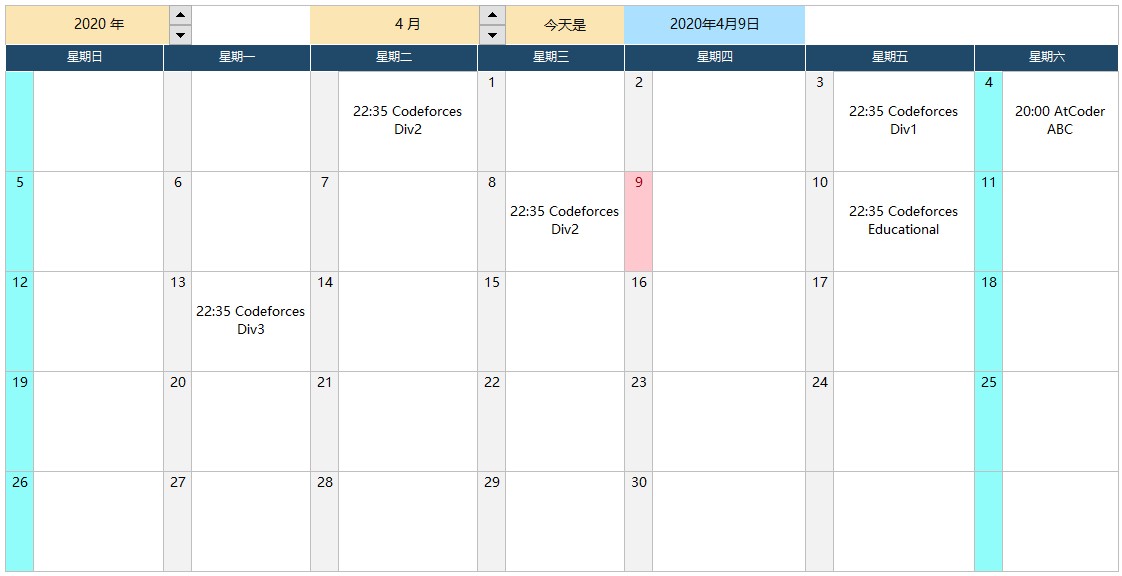 2020 年 4 月 今天是 2020年4月9日
星期日 星期一 星期二 星期三 星期四 星期五 星期六
1 2 3 4
22:35 Codeforces 22:35 Codeforces 20:00 AtCoder
Div2 Div1 ABC
5 6 7 8 9 10 11
22:35 Codeforces 22:35 Codeforces
Div2 Educational
12 13 14 15 16 17 18
22:35 Codeforces
Div3
19 20 21 22 23 24 25
26 27 28 29 30